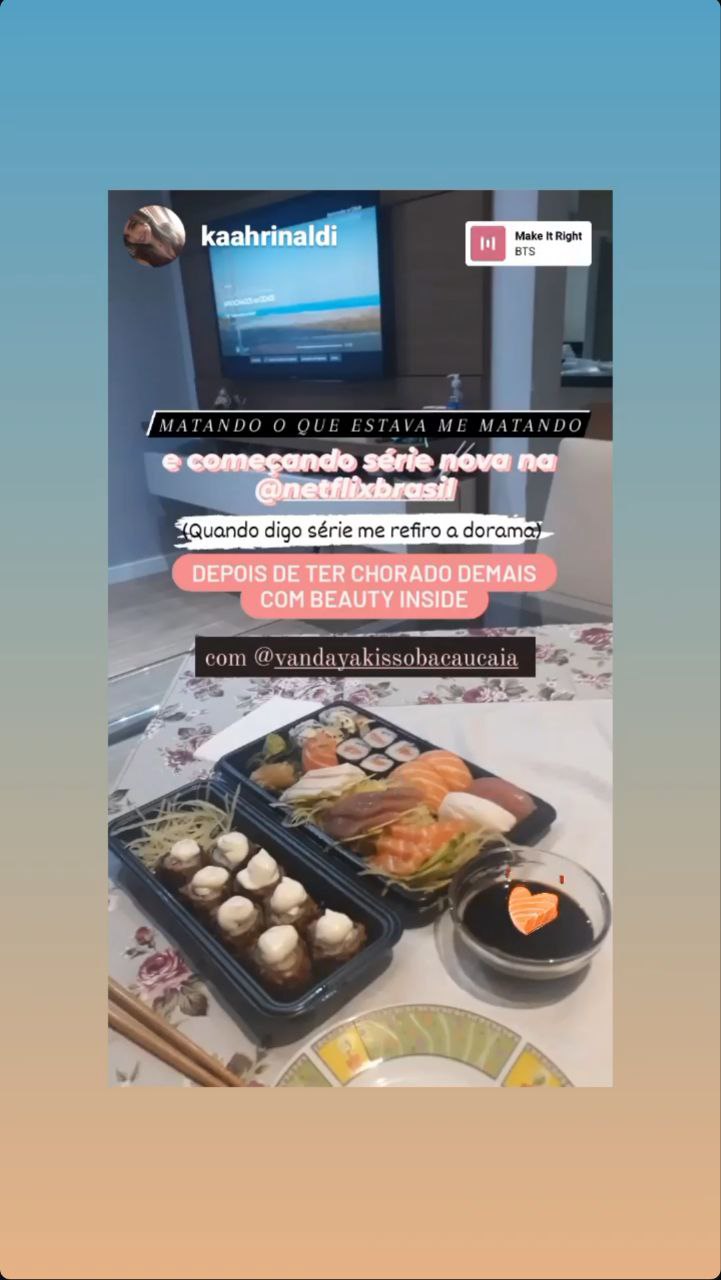 kaahrinaldi
Make It Right
BTS
MATANDO O QUE ESTAVA ME MATANDO
e começando série nova na
@netflixbrasil
(Quando digo série me refiro a dorama)
DEPOIS DE TER CHORADO DEMAIS
COM BEAUTY INSIDE
com @vandayakissobacaucaia